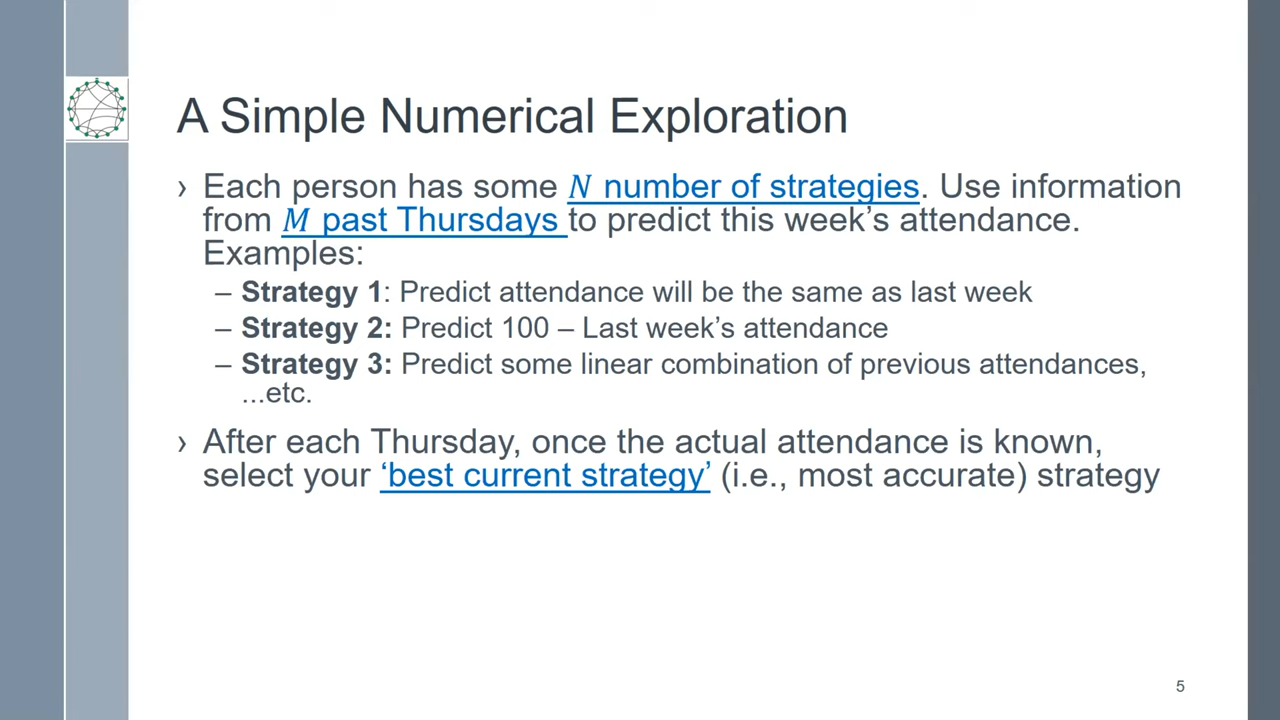 A Simple Numerical Exploration
› Each person has some N number of strategies. Use information
from M past Thursdays to predict this week’s attendance.
Examples:
– Strategy 1: Predict attendance will be the same as last week
– Strategy 2: Predict 100 – Last week’s attendance
– Strategy 3: Predict some linear combination of previous attendances,
...etc.
› After each Thursday, once the actual attendance is known,
select your ‘best current strategy’ (i.e., most accurate) strategy
5